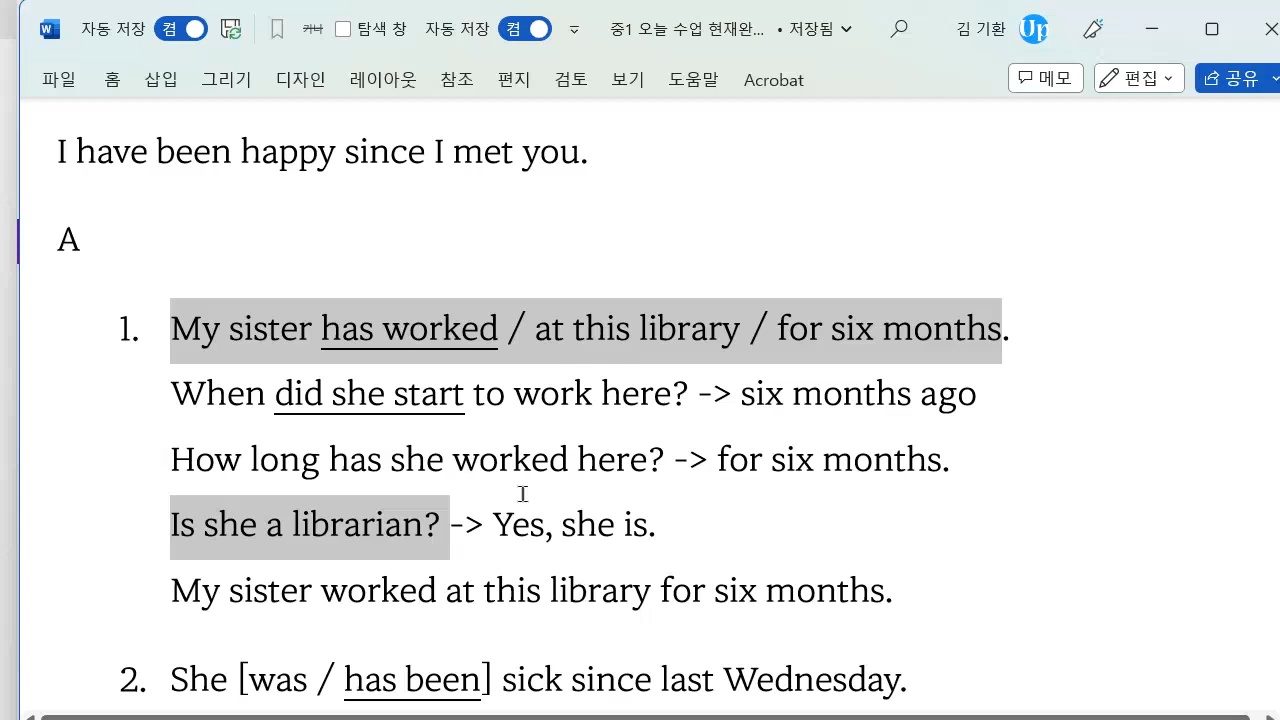 자동 저장 켬 가나 탐색 창 자동 저장 켬 중1 오늘 수업 현재완... • 저장됨 김 기환 Up
파일 홈 삽입 그리기 디자인 레이아웃 참조 편지 검토 보기 도움말 Acrobat 메모 편집 공유
I have been happy since I met you.
A
1. My sister has worked / at this library / for six months.
When did she start to work here? -> six months ago
How long has she worked here? -> for six months.
Is she a librarian? -> Yes, she is.
My sister worked at this library for six months.
2. She [was / has been] sick since last Wednesday.